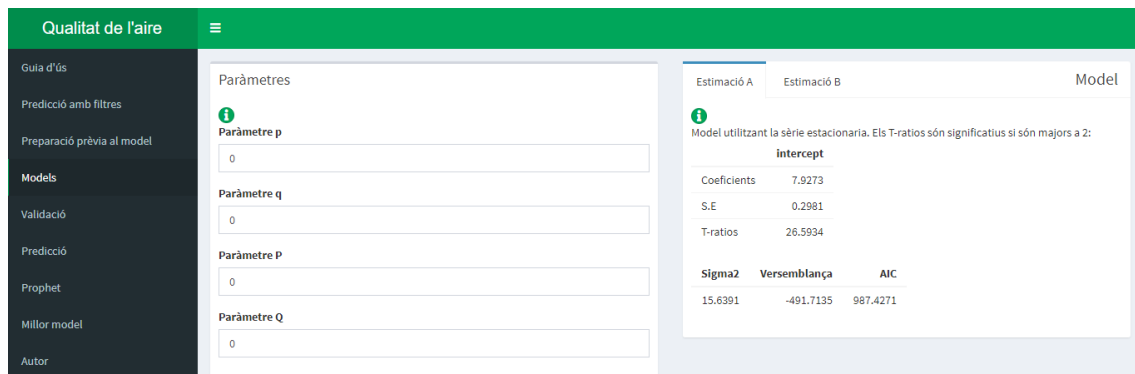 Qualitat de l'aire
Guia d'ús
Predicció amb filtres
Preparació prèvia al model
Models
Validació
Predicció
Prophet
Millor model
Autor
Paràmetres
Paràmetre p
0
Paràmetre q
0
Paràmetre P
0
Paràmetre Q
0
Estimació A Estimació B Model
Model utilitzant la sèrie estacionaria. Els T-ratios són significatius si són majors a 2:
intercept
Coeficients 7.9273
S.E 0.2981
T-ratios 26.5934
Sigma2 Versemblança AIC
15.6391 -491.7135 987.4271